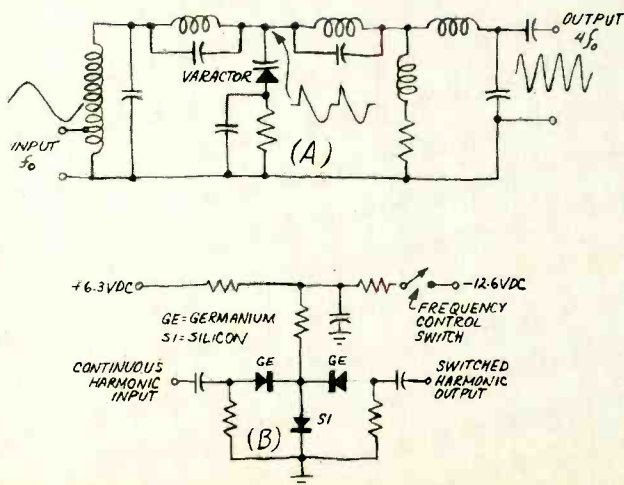 OUTPUT
4f₀
VARACTOR
INPUT
f₀
(A)
+6.3VDC
-12.6VDC
GE=GERMANIUM
SI=SILICON
FREQUENCY
CONTROL
SWITCH
CONTINUOUS
HARMONIC
INPUT
GE
GE
SWITCHED
HARMONIC
OUTPUT
SI
(B)